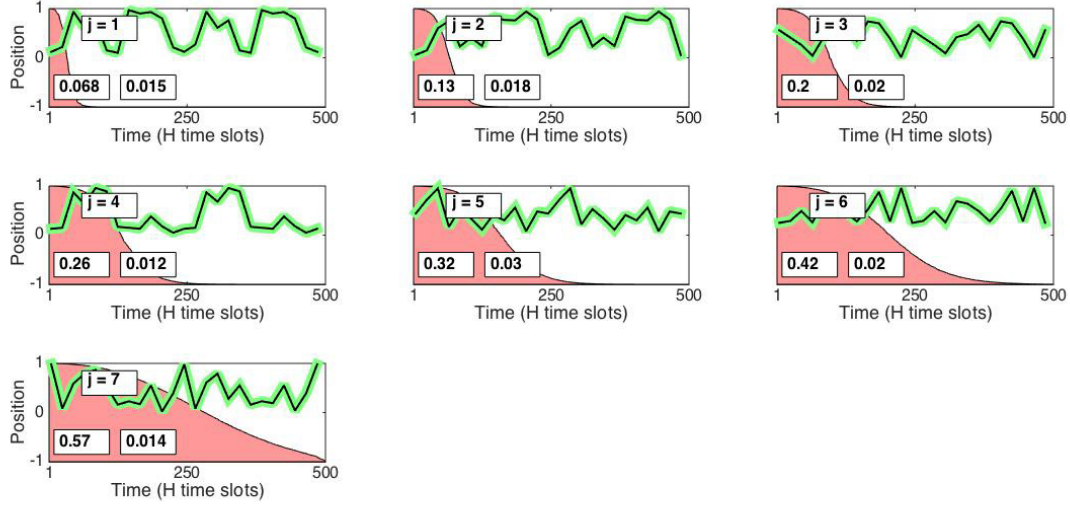 j = 1
j = 2
j = 3
Position
1
0
-1
0.068 0.015
0.13 0.018
0.2 0.02
1 250 500
1 250 500
1 250 500
Time (H time slots)
Time (H time slots)
Time (H time slots)
j = 4
j = 5
j = 6
Position
1
0
-1
0.26 0.012
0.32 0.03
0.42 0.02
1 250 500
1 250 500
1 250 500
Time (H time slots)
Time (H time slots)
Time (H time slots)
j = 7
Position
1
0
-1
0.57 0.014
1 250 500
Time (H time slots)